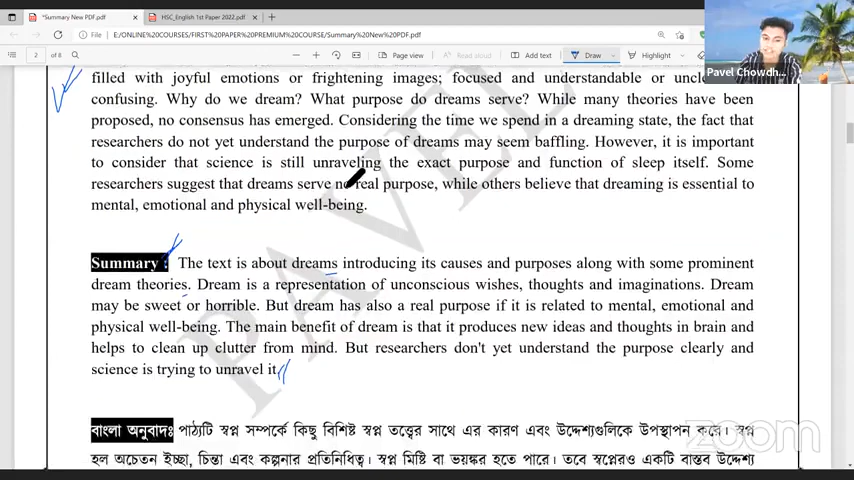 *Summary New PDF.pdf
HSC_English 1st Paper 2022.pdf
File
E:/ONLINE%20COURSES/FIRST%20PAPER%20PREMIUM%20COURSE/Summary%20New%20PDF.pdf
2 of 8
Page view
Read aloud
Add text
Draw
Highlight
Pavel Chowdh...
filled with joyful emotions or frightening images; focused and understandable or
confusing. Why do we dream? What purpose do dreams serve? While many theories have been
proposed, no consensus has emerged. Considering the time we spend in a dreaming state, the fact that
researchers do not yet understand the purpose of dreams may seem baffling. However, it is important
to consider that science is still unraveling the exact purpose and function of sleep itself. Some
researchers suggest that dreams serve no real purpose, while others believe that dreaming is essential to
mental, emotional and physical well-being.
Summary : The text is about dreams introducing its causes and purposes along with some prominent
dream theories. Dream is a representation of unconscious wishes, thoughts and imaginations. Dream
may be sweet or horrible. But dream has also a real purpose if it is related to mental, emotional and
physical well-being. The main benefit of dream is that it produces new ideas and thoughts in brain and
helps to clean up clutter from mind. But researchers don't yet understand the purpose clearly and
science is trying to unravel it.
বাংলা অনুবাদঃ পাঠ্যটি স্বপ্ন সম্পর্কে কিছু বিশিষ্ট স্বপ্ন তত্ত্বের সাথে এর কারণ এবং উদ্দেশ্যগুলিকে উপস্থাপন করে। স্বপ্ন
হল অচেতন ইচ্ছা, চিন্তা এবং কল্পনার প্রতিনিধিত্ব। স্বপ্ন মিষ্টি বা ভয়ঙ্কর হতে পারে। তবে স্বপ্নেরও একটি বাস্তব উদ্দেশ্য
PAVEL
zoom